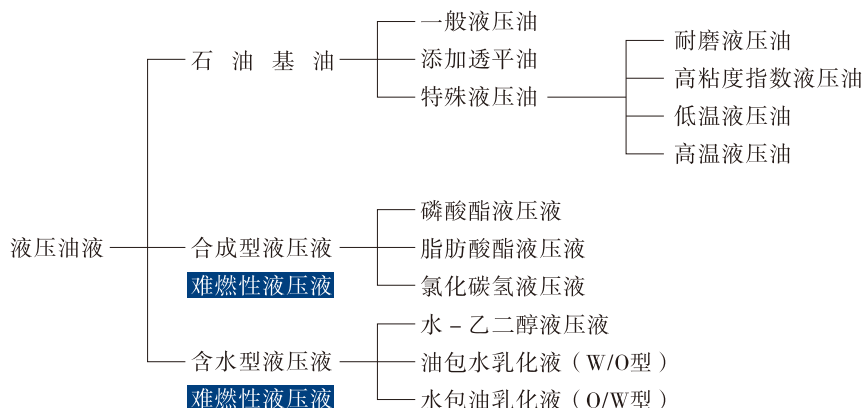 一般液压油
石油基油
添加透平油
特殊液压油
耐磨液压油
高粘度指数液压油
低温液压油
高温液压油
液压油液
合成型液压液
难燃性液压液
磷酸酯液压液
脂肪酸酯液压液
氯化碳氢液压液
含水型液压液
难燃性液压液
水－乙二醇液压液
油包水乳化液（W/O型）
水包油乳化液（O/W型）